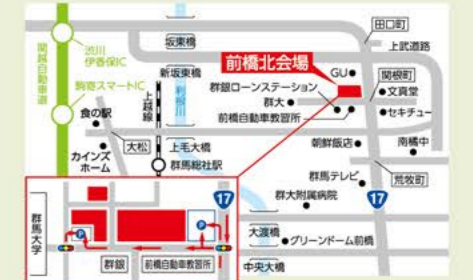 田口町
渋川
伊香保IC
坂東橋
上武道路
関越自動車道
新坂東橋
前橋北会場
GU
関根町
駒寄スマートIC
上越線
利根川
群銀ローンステーション
文真堂
群大
食の駅
前橋自動車教習所
セキチュー
大松
上毛大橋
朝鮮飯店
南橘中
カインズ
ホーム
群馬総社駅
群馬テレビ
荒牧町
17
17
群大附属病院
群馬大学
P
P
大渡橋
グリーンドーム前橋
群銀
前橋自動車教習所
中央大橋